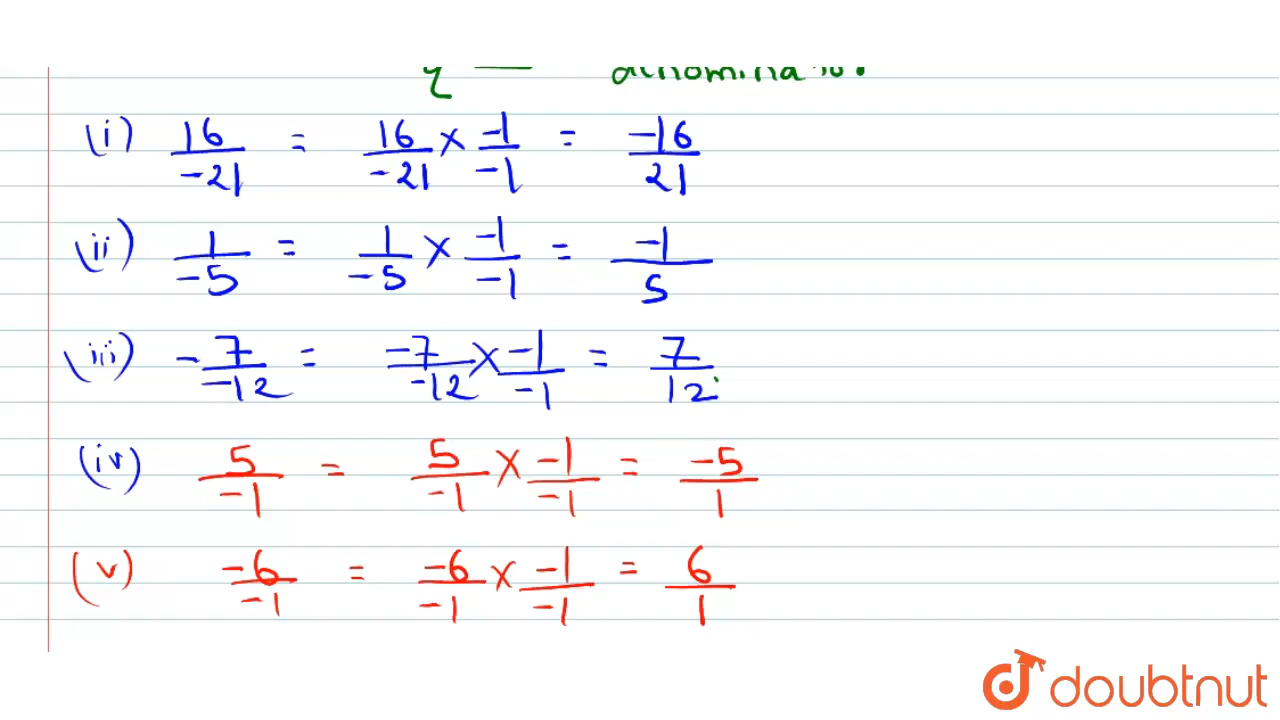 q — denominator
(i) 16/-21 = 16/-21 × -1/-1 = -16/21
(ii) 1/-5 = 1/-5 × -1/-1 = -1/5
(iii) -7/-12 = -7/-12 × -1/-1 = 7/12
(iv) 5/-1 = 5/-1 × -1/-1 = -5/1
(v) -6/-1 = -6/-1 × -1/-1 = 6/1
doubtnut